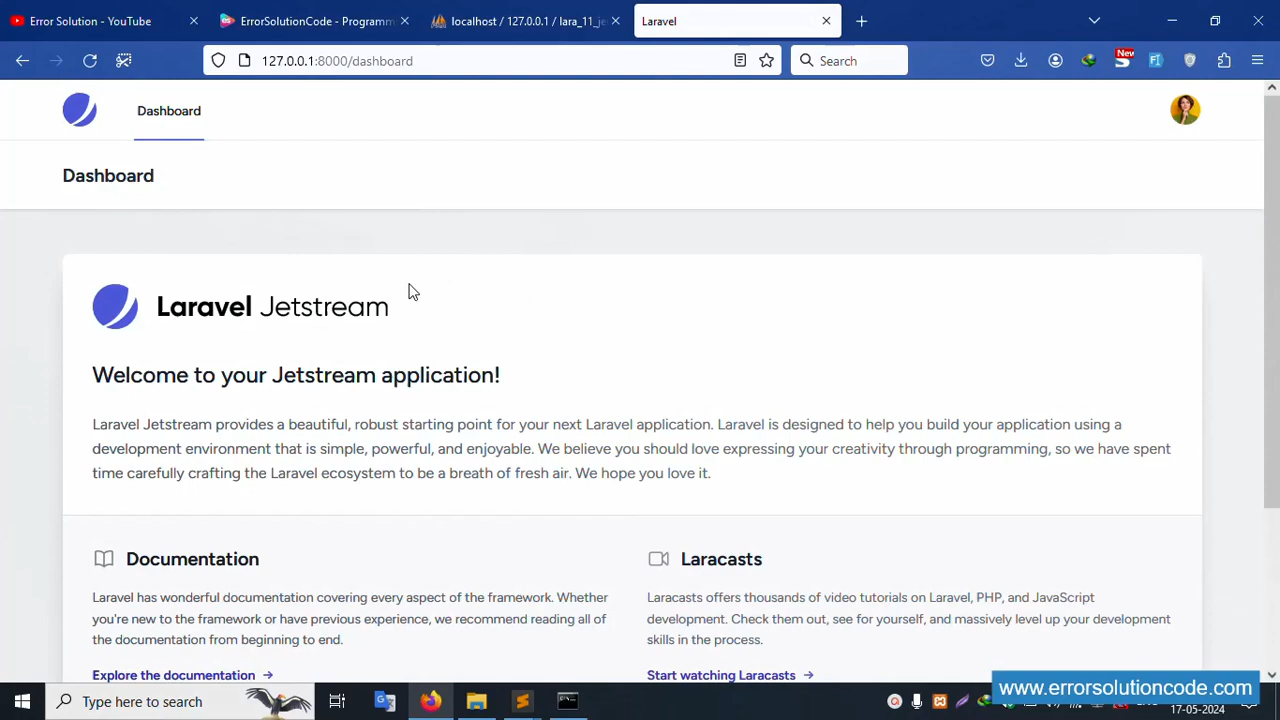 Error Solution - YouTube
ErrorSolutionCode - Programm
localhost / 127.0.0.1 / lara_11_je
Laravel
127.0.0.1:8000/dashboard
Search
New
Dashboard
Dashboard
Laravel Jetstream
Welcome to your Jetstream application!
Laravel Jetstream provides a beautiful, robust starting point for your next Laravel application. Laravel is designed to help you build your application using a
development environment that is simple, powerful, and enjoyable. We believe you should love expressing your creativity through programming, so we have spent
time carefully crafting the Laravel ecosystem to be a breath of fresh air. We hope you love it.
Documentation
Laravel has wonderful documentation covering every aspect of the framework. Whether
you're new to the framework or have previous experience, we recommend reading all of
the documentation from beginning to end.
Explore the documentation →
Laracasts
Laracasts offers thousands of video tutorials on Laravel, PHP, and JavaScript
development. Check them out, see for yourself, and massively level up your development
skills in the process.
Start watching Laracasts →
www.errorsolutioncode.com
Type here to search
17-05-2024